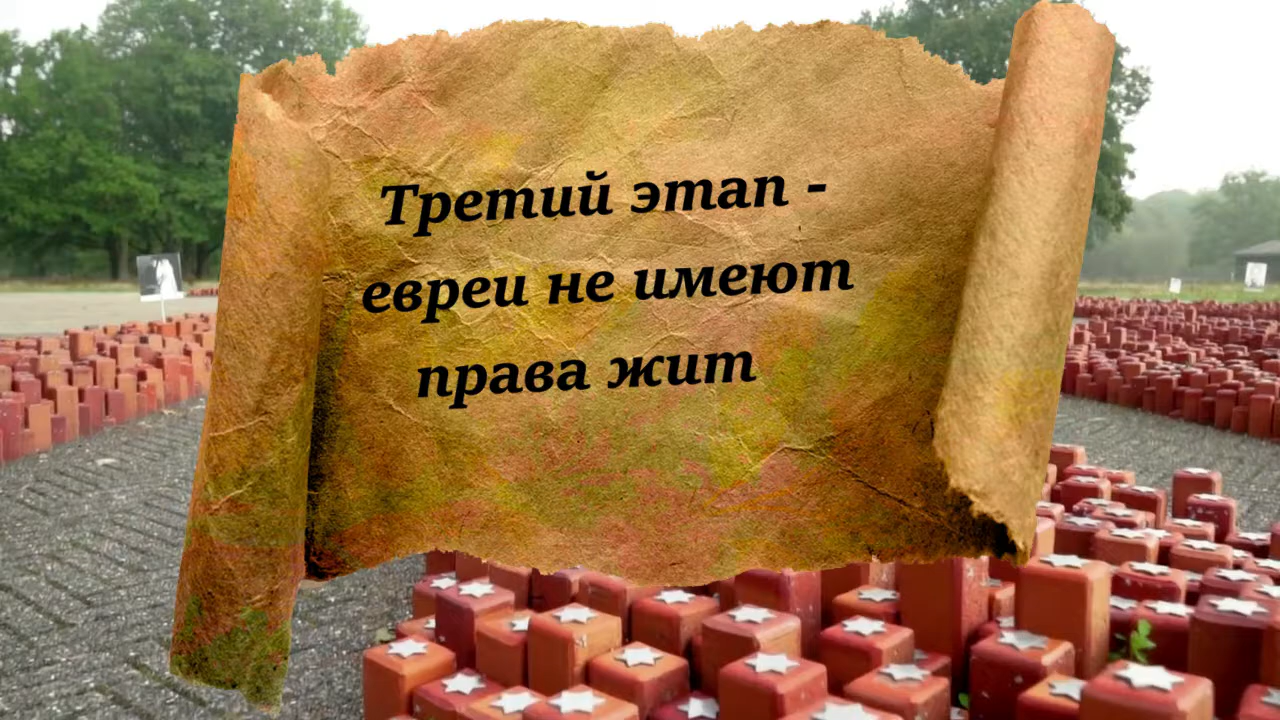 Третий этап -
евреи не имеют
права жит